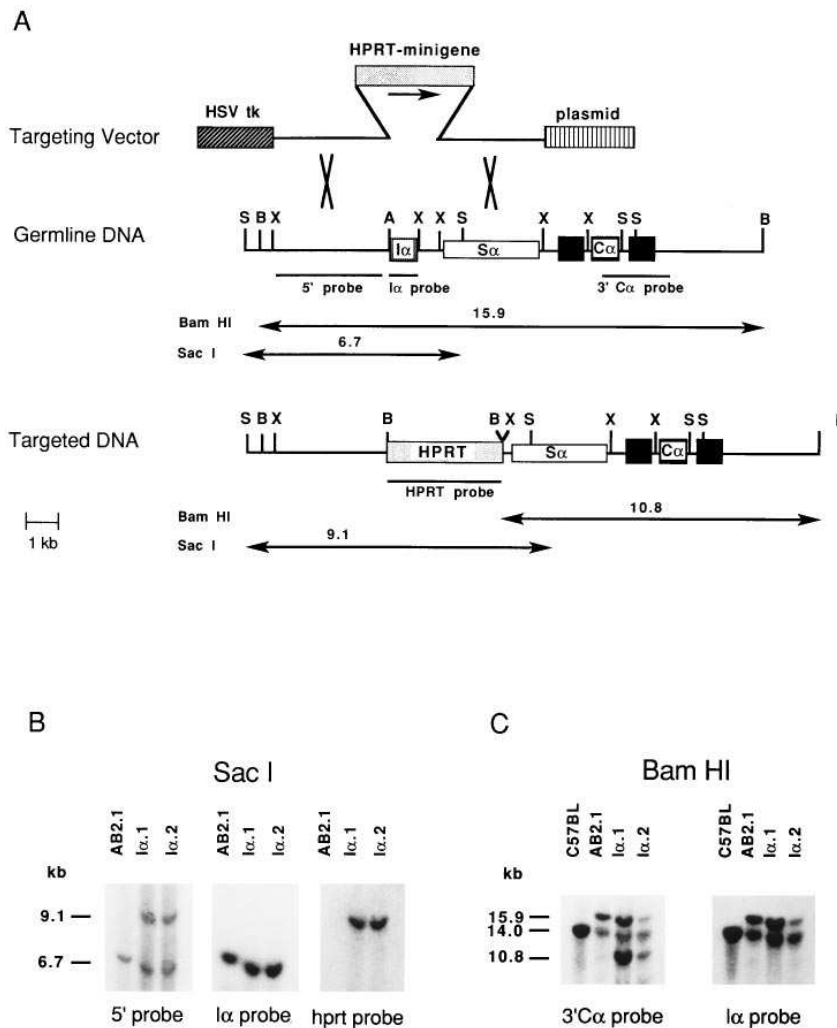 A
HPRT-minigene
HSV tk
plasmid
Targeting Vector
S B X A X X S X X S S B
Germline DNA
Iα Sα Cα
5' probe Iα probe 3' Cα probe
Bam HI 15.9
Sac I 6.7
S B X B B X S X X S S
Targeted DNA
HPRT Sα Cα
HPRT probe
Bam HI 10.8
Sac I 9.1
1 kb
B
Sac I
AB2.1 Iα.1 Iα.2 AB2.1 Iα.1 Iα.2 AB2.1 Iα.1 Iα.2
kb
9.1
6.7
5' probe Iα probe hprt probe
C
Bam HI
C57BL AB2.1 Iα.1 Iα.2 C57BL AB2.1 Iα.1 Iα.2
kb
15.9
14.0
10.8
3'Cα probe Iα probe